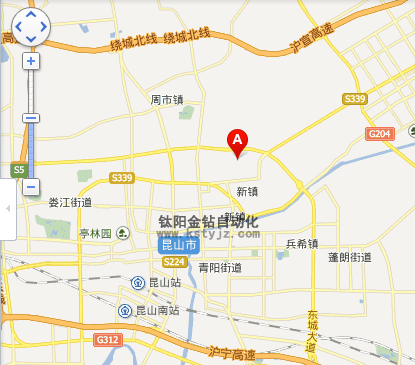 绕城北线 绕城北线
沪宜高速
周市镇
S339
G204
A
S5
S339
新镇
娄江街道
钛阳金钻自动化
新镇
亭林园
www.kstyjz.com
昆山市
兵希镇
蓬朗街道
S224
青阳街道
昆山站
昆山南站
东城大道
G312
沪宁高速